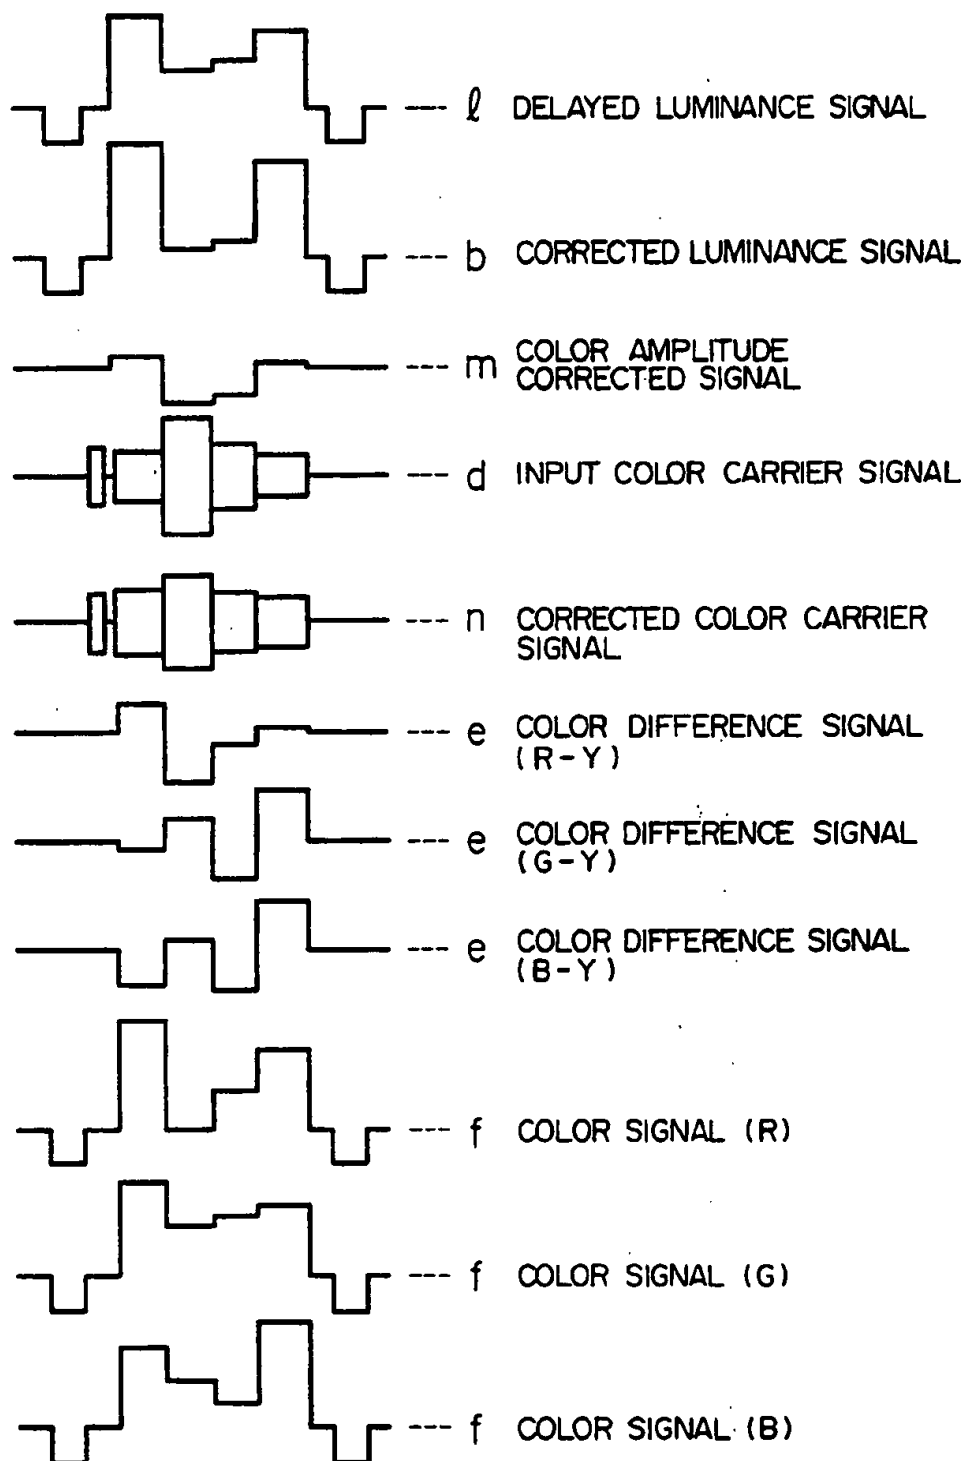 --- l DELAYED LUMINANCE SIGNAL
--- b CORRECTED LUMINANCE SIGNAL
--- m COLOR AMPLITUDE
CORRECTED SIGNAL
--- d INPUT COLOR CARRIER SIGNAL
--- n CORRECTED COLOR CARRIER
SIGNAL
--- e COLOR DIFFERENCE SIGNAL
(R-Y)
--- e COLOR DIFFERENCE SIGNAL
(G-Y)
--- e COLOR DIFFERENCE SIGNAL
(B-Y)
--- f COLOR SIGNAL (R)
--- f COLOR SIGNAL (G)
--- f COLOR SIGNAL (B)